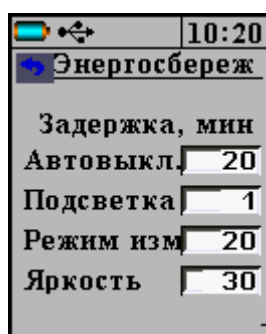 10:20
Энергосбереж
Задержка, мин
Автовыкл. 20
Подсветка 1
Режим изм 20
Яркость 30